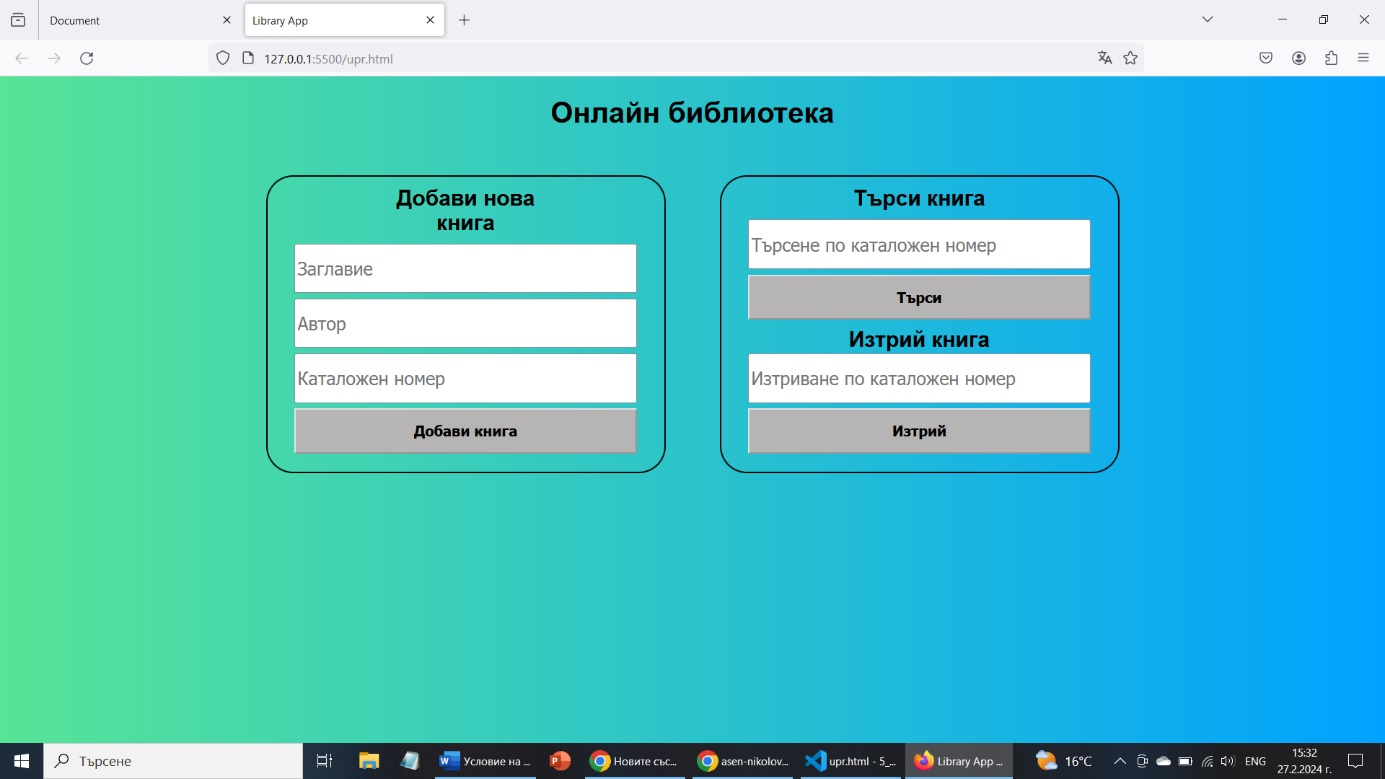 Document
Library App
127.0.0.1:5500/upr.html
Онлайн библиотека
Добави нова
книга
Заглавие
Автор
Каталожен номер
Добави книга
Търси книга
Търсене по каталожен номер
Търси
Изтрий книга
Изтриване по каталожен номер
Изтрий
Търсене
Условие на ...
Новите със...
asen-nikolov...
upr.html - 5_...
Library App ...
16°C
ENГ
15:32
27.2.2024 г.